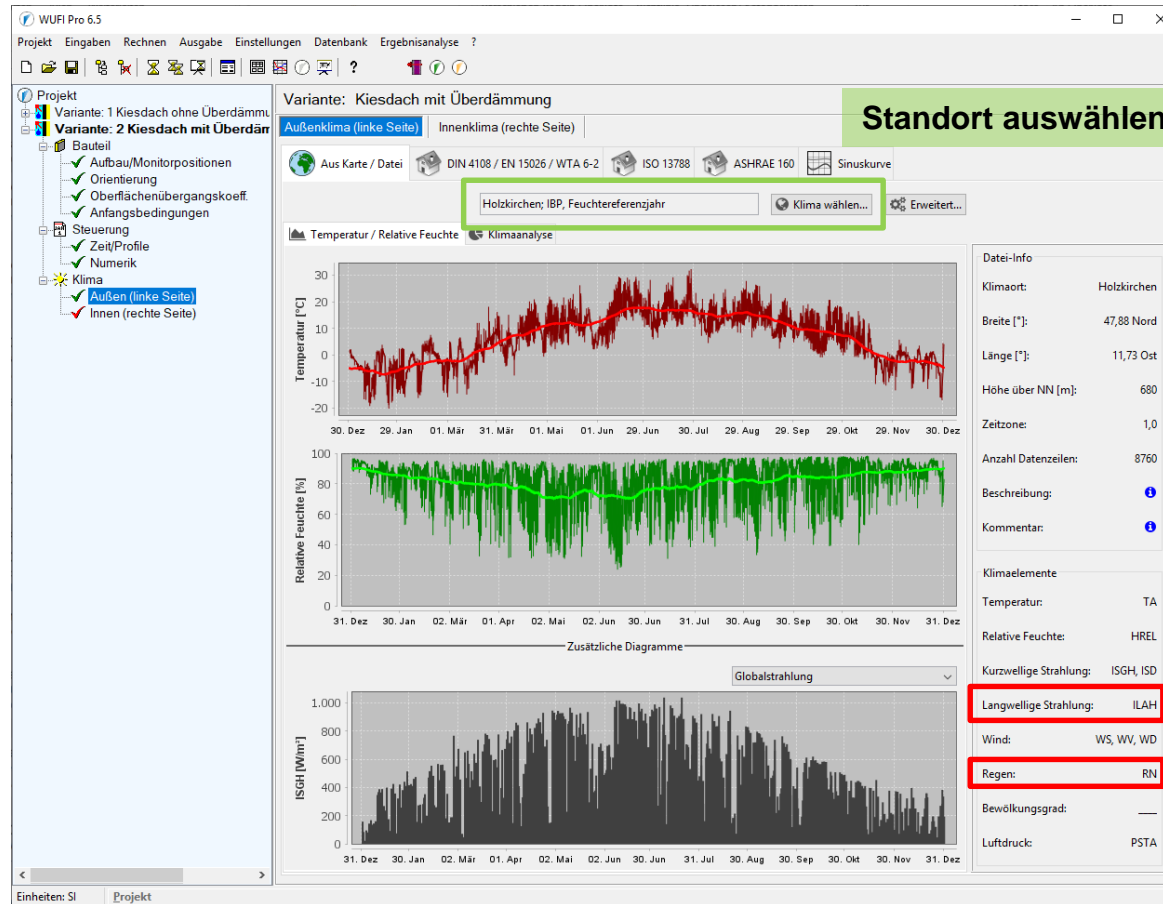 WUFI Pro 6.5
Projekt Eingaben Rechnen Ausgabe Einstellungen Datenbank Ergebnisanalyse ?
Projekt
Variante: 1 Kiesdach ohne Überdämmu
Variante: 2 Kiesdach mit Überdäm
Bauteil
Aufbau/Monitorpositionen
Orientierung
Oberflächenübergangskoeff.
Anfangsbedingungen
Steuerung
Zeit/Profile
Numerik
Klima
Außen (linke Seite)
Innen (rechte Seite)
Variante: Kiesdach mit Überdämmung
Standort auswählen
Außenklima (linke Seite) Innenklima (rechte Seite)
Aus Karte / Datei DIN 4108 / EN 15026 / WTA 6-2 ISO 13788 ASHRAE 160 Sinuskurve
Holzkirchen; IBP, Feuchtereferenzjahr Klima wählen... Erweitert...
Temperatur / Relative Feuchte Klimaanalyse
Temperatur [°C]
30
20
10
0
-10
-20
30. Dez 29. Jan 01. Mär 31. Mär 01. Mai 01. Jun 29. Jun 30. Jul 29. Aug 29. Sep 29. Okt 29. Nov 30. Dez
Relative Feuchte [%]
100
80
60
40
20
0
31. Dez 30. Jan 02. Mär 01. Apr 02. Mai 02. Jun 30. Jun 31. Jul 30. Aug 30. Sep 30. Okt 30. Nov 31. Dez
Zusätzliche Diagramme
Globalstrahlung
ISGH [W/m²]
1.000
800
600
400
200
0
31. Dez 30. Jan 02. Mär 01. Apr 02. Mai 02. Jun 30. Jun 31. Jul 30. Aug 30. Sep 30. Okt 30. Nov 31. Dez
Datei-Info
Klimaort: Holzkirchen
Breite [°]: 47,88 Nord
Länge [°]: 11,73 Ost
Höhe über NN [m]: 680
Zeitzone: 1,0
Anzahl Datenzeilen: 8760
Beschreibung:
Kommentar:
Klimaelemente
Temperatur: TA
Relative Feuchte: HREL
Kurzwellige Strahlung: ISGH, ISD
Langwellige Strahlung: ILAH
Wind: WS, WV, WD
Regen: RN
Bewölkungsgrad: ___
Luftdruck: PSTA
Einheiten: SI Projekt